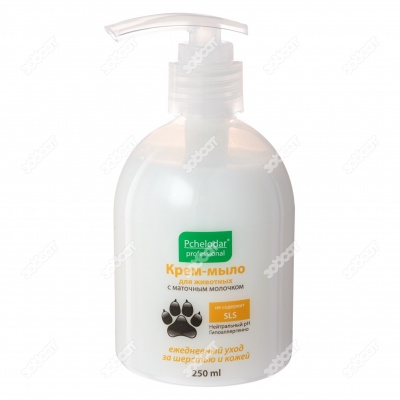 Pchelodar®
professional
Крем-мыло
для животных
с маточным молочком
не содержит
SLS
Нейтральный pH
Гипоаллергенно
ежедневный уход
за шерстью и кожей
250 ml